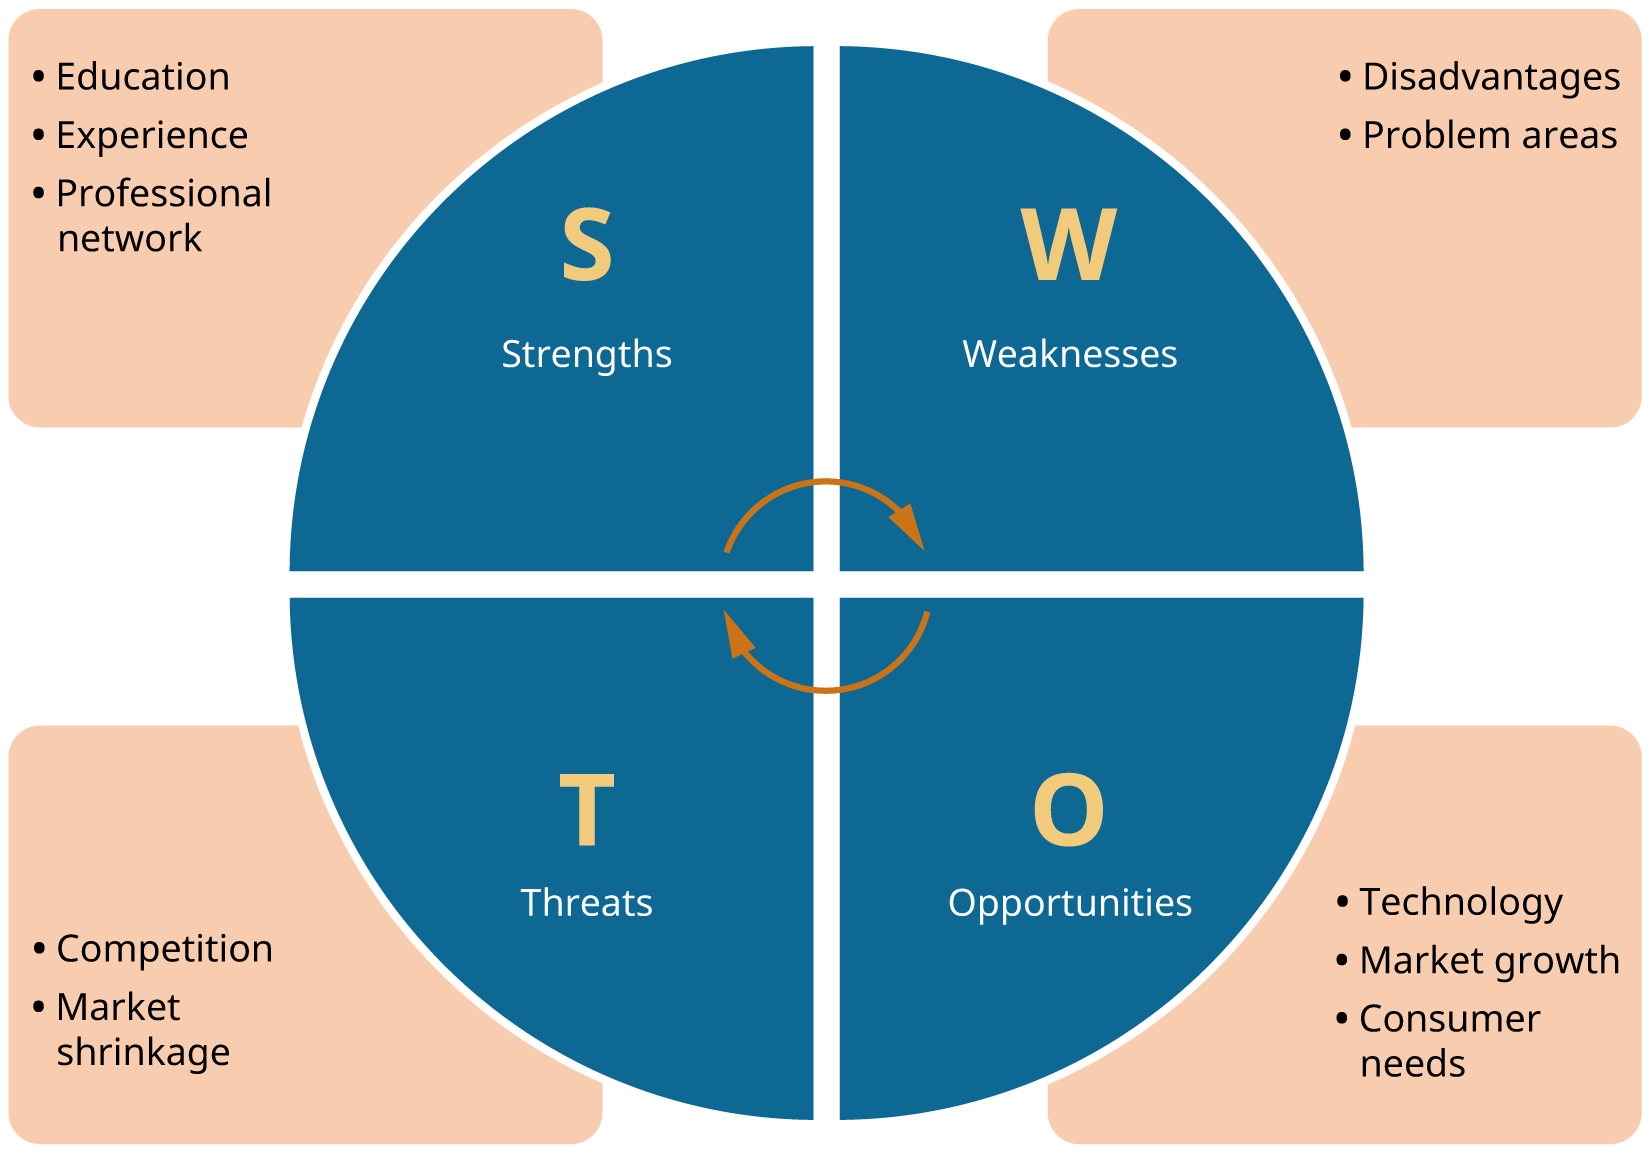 • Education
• Experience
• Professional
network
S
Strengths
• Disadvantages
• Problem areas
W
Weaknesses
T
Threats
• Competition
• Market
shrinkage
O
Opportunities
• Technology
• Market growth
• Consumer
needs